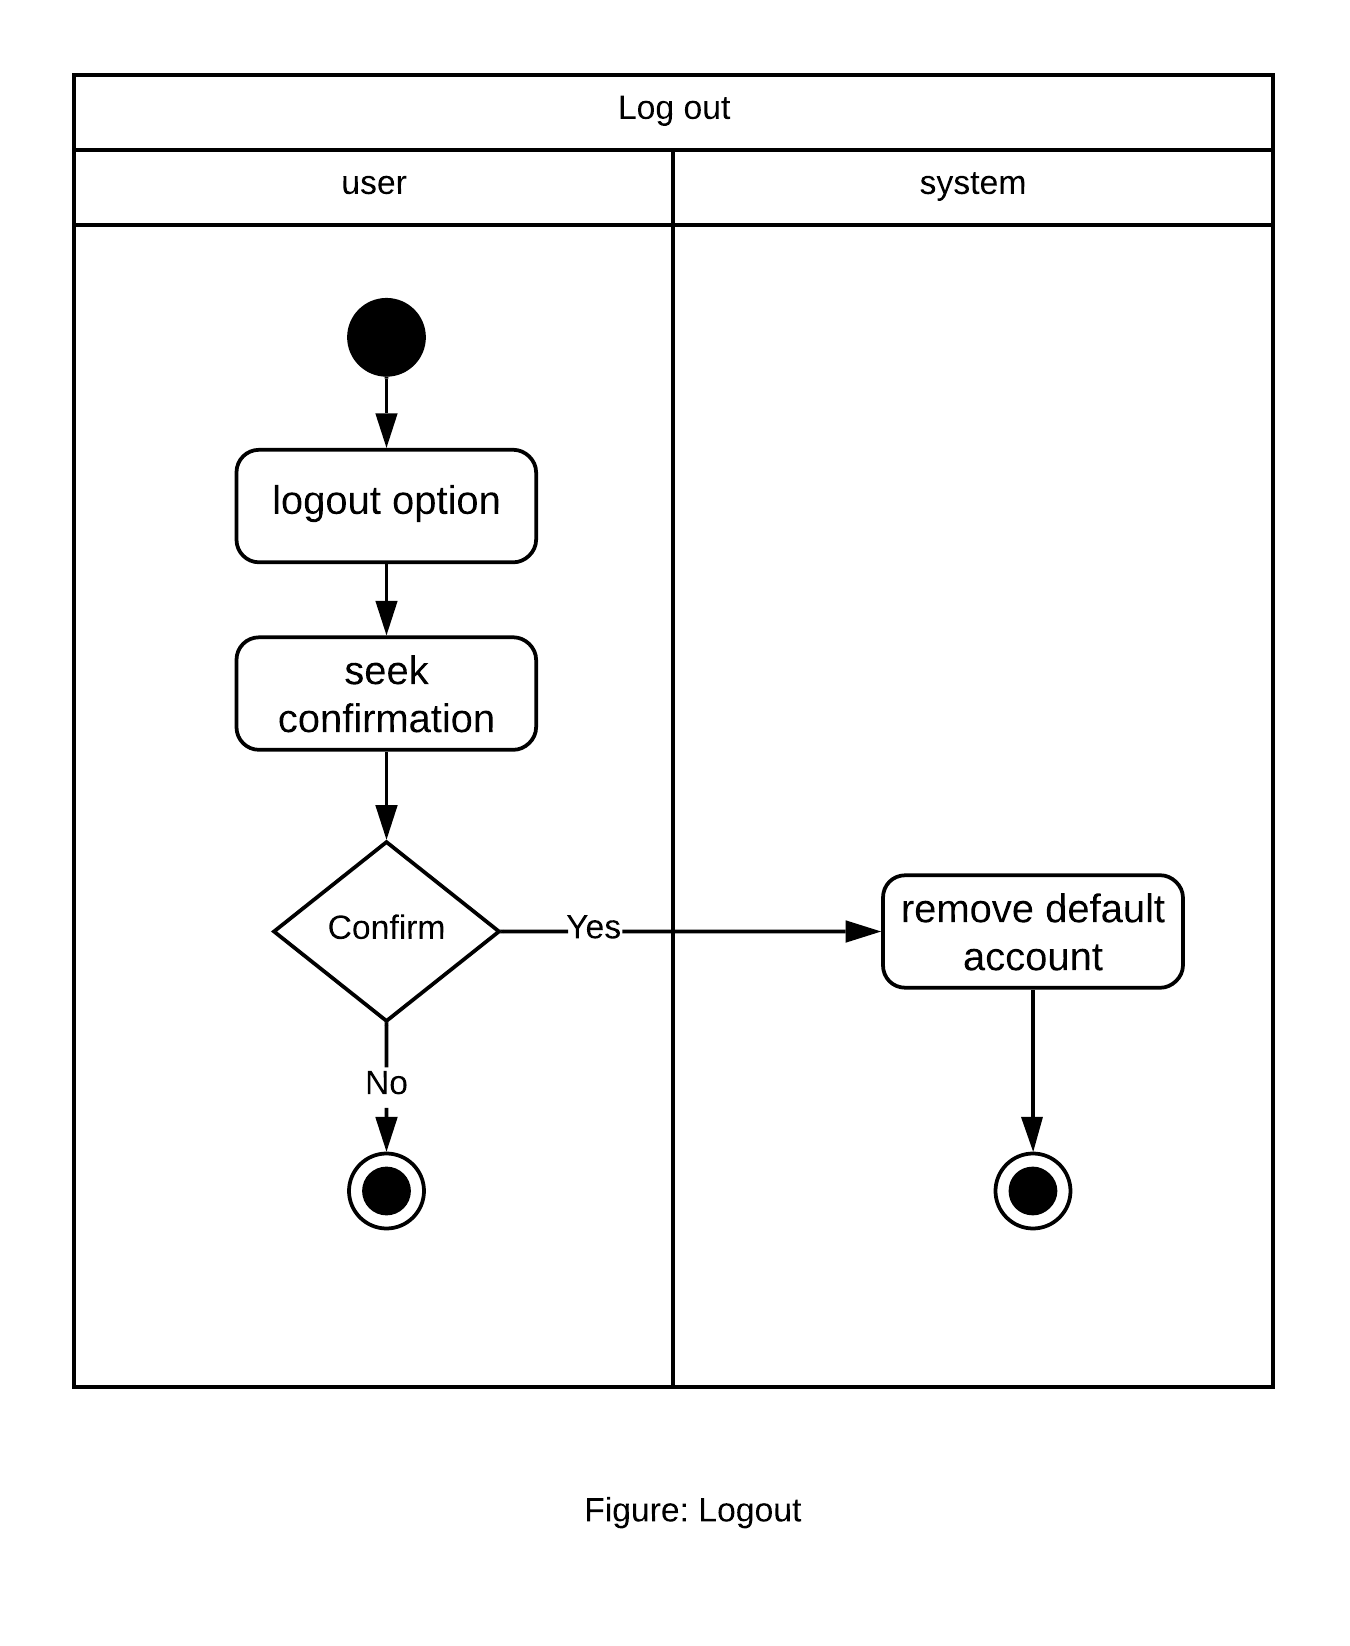 Log out
user
system
logout option
seek
confirmation
Confirm
Yes
remove default
account
No
Figure: Logout